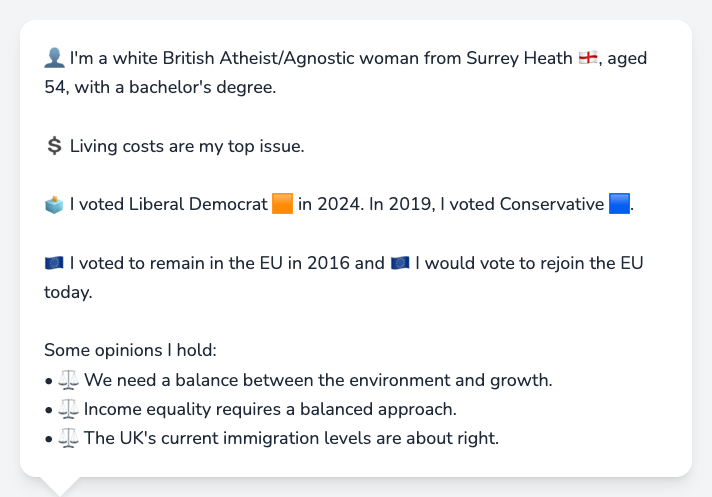 👤 I'm a white British Atheist/Agnostic woman from Surrey Heath 🏴󠁧󠁢󠁥󠁮󠁧󠁿, aged
54, with a bachelor's degree.
💲 Living costs are my top issue.
🗳️ I voted Liberal Democrat 🟧 in 2024. In 2019, I voted Conservative 🟦.
🇪🇺 I voted to remain in the EU in 2016 and 🇪🇺 I would vote to rejoin the EU
today.
Some opinions I hold:
• ⚖️ We need a balance between the environment and growth.
• ⚖️ Income equality requires a balanced approach.
• ⚖️ The UK's current immigration levels are about right.